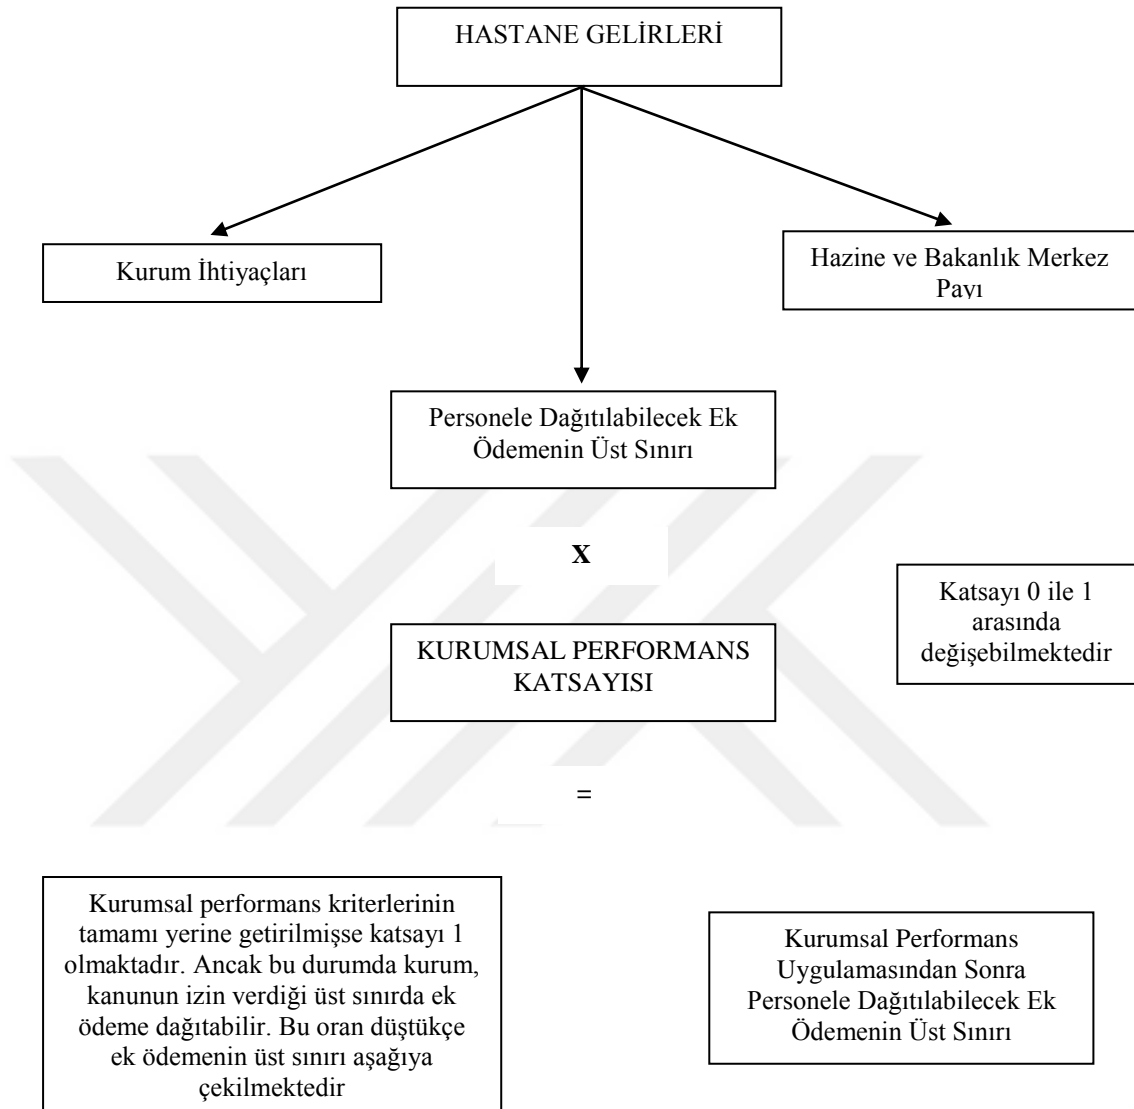 HASTANE GELİRLERİ
Kurum İhtiyaçları
Hazine ve Bakanlık Merkez
Payı
Personele Dağıtılabilecek Ek
Ödemenin Üst Sınırı
X
Katsayı 0 ile 1
arasında
değişebilmektedir
KURUMSAL PERFORMANS
KATSAYISI
=
Kurumsal performans kriterlerinin
tamamı yerine getirilmişse katsayı 1
olmaktadır. Ancak bu durumda kurum,
kanunun izin verdiği üst sınırda ek
ödeme dağıtabilir. Bu oran düştükçe
ek ödemenin üst sınırı aşağıya
çekilmektedir
Kurumsal Performans
Uygulamasından Sonra
Personele Dağıtılabilecek Ek
Ödemenin Üst Sınırı